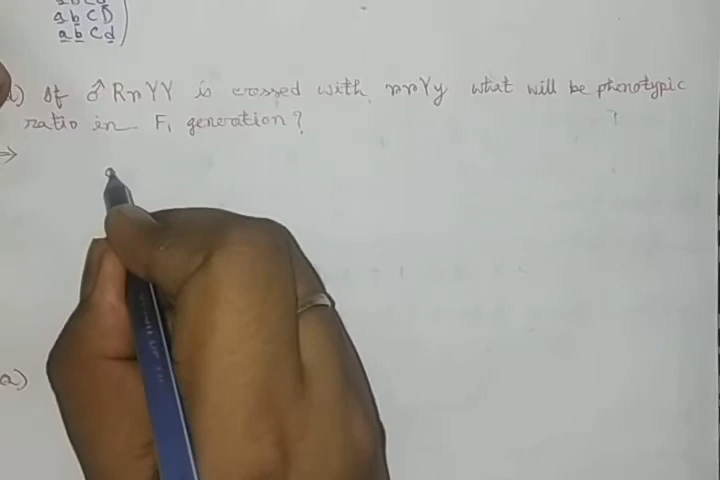 a b C D
a b C d
d) If ♂ RrYY is crossed with rrYy what will be phenotypic
ratio in F₁ generation?
⇒
a)